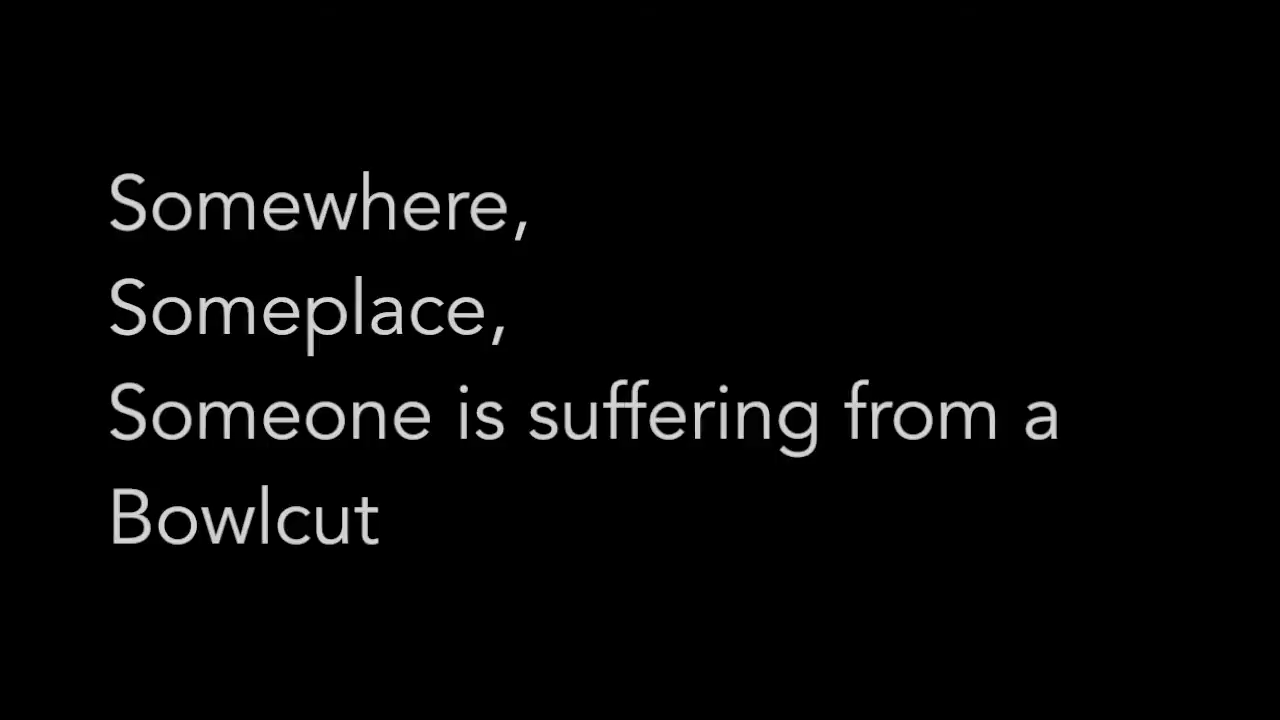 Somewhere,
Someplace,
Someone is suffering from a
Bowlcut